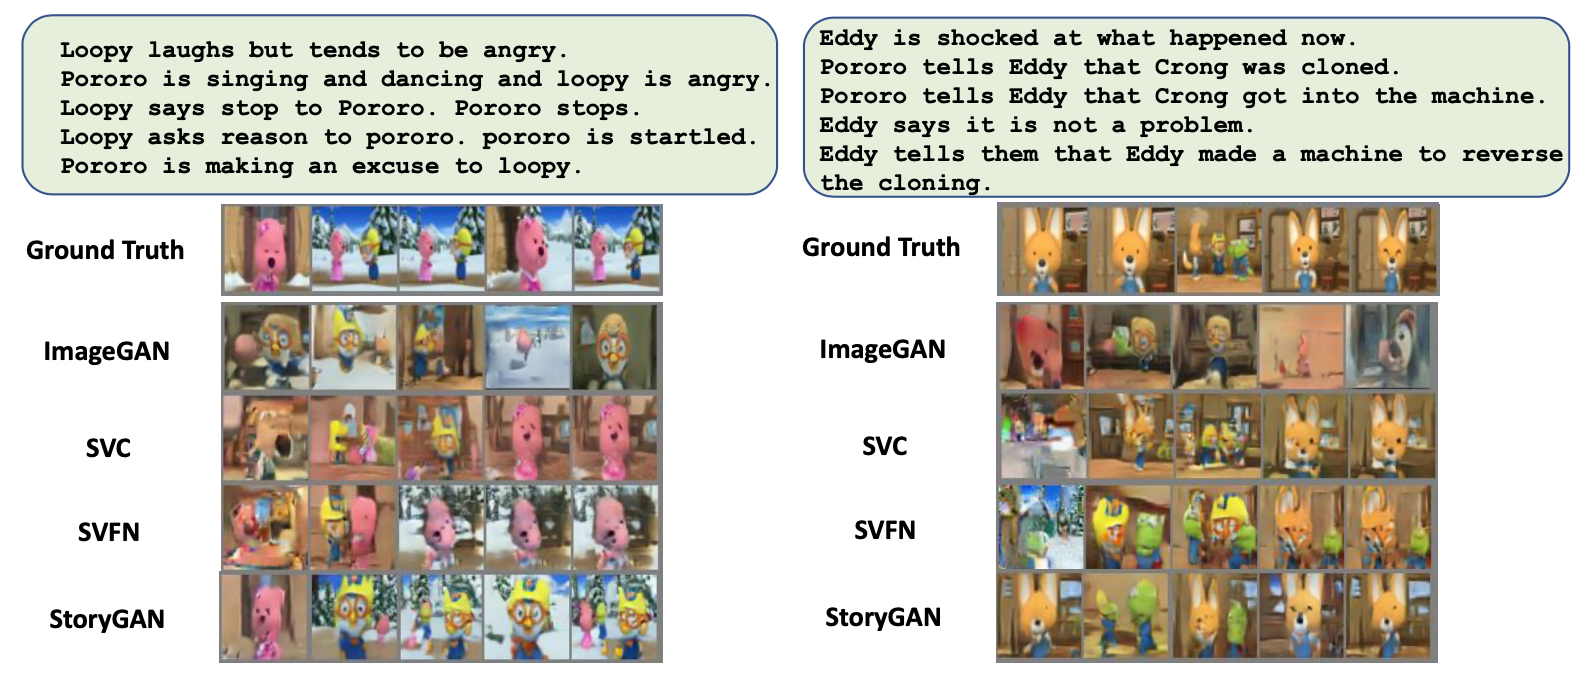 Loopy laughs but tends to be angry.
Pororo is singing and dancing and loopy is angry.
Loopy says stop to Pororo. Pororo stops.
Loopy asks reason to pororo. pororo is startled.
Pororo is making an excuse to loopy.
Ground Truth
ImageGAN
SVC
SVFN
StoryGAN
Eddy is shocked at what happened now.
Pororo tells Eddy that Crong was cloned.
Pororo tells Eddy that Crong got into the machine.
Eddy says it is not a problem.
Eddy tells them that Eddy made a machine to reverse
the cloning.
Ground Truth
ImageGAN
SVC
SVFN
StoryGAN